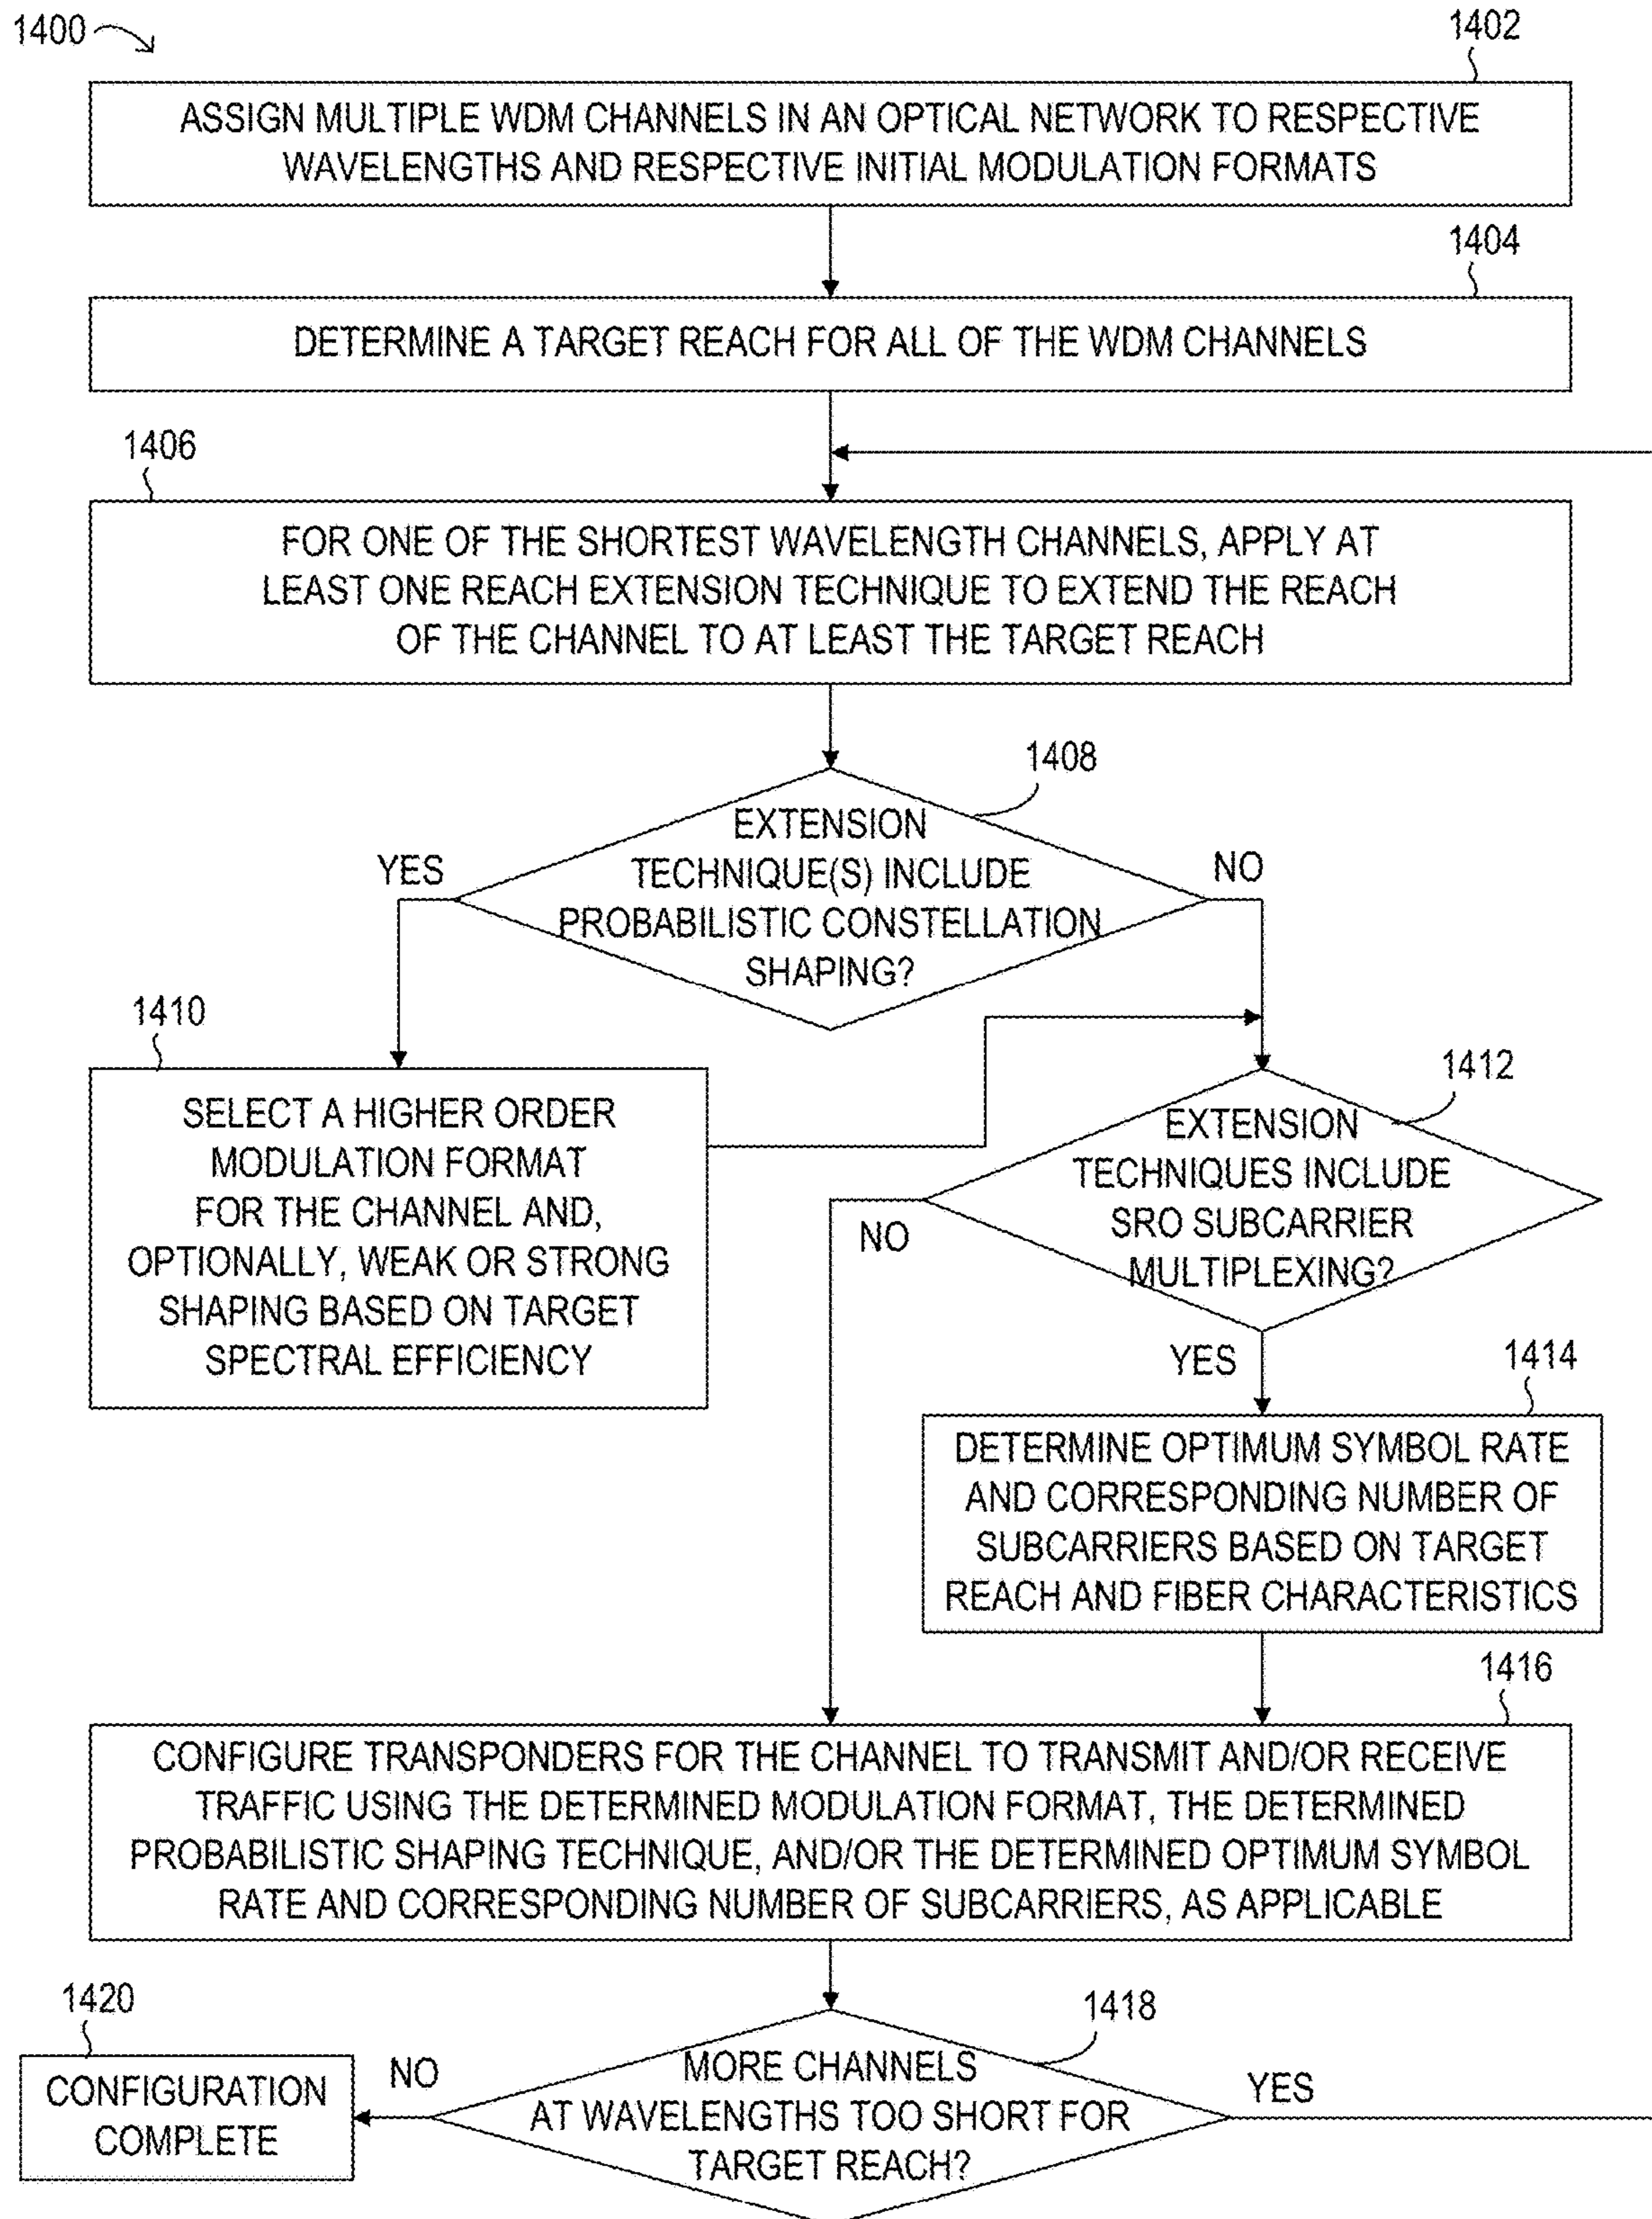 1400
1402
ASSIGN MULTIPLE WDM CHANNELS IN AN OPTICAL NETWORK TO RESPECTIVE
WAVELENGTHS AND RESPECTIVE INITIAL MODULATION FORMATS
1404
DETERMINE A TARGET REACH FOR ALL OF THE WDM CHANNELS
1406
FOR ONE OF THE SHORTEST WAVELENGTH CHANNELS, APPLY AT
LEAST ONE REACH EXTENSION TECHNIQUE TO EXTEND THE REACH
OF THE CHANNEL TO AT LEAST THE TARGET REACH
1408
EXTENSION
TECHNIQUE(S) INCLUDE
PROBABILISTIC CONSTELLATION
SHAPING?
YES
NO
1410
SELECT A HIGHER ORDER
MODULATION FORMAT
FOR THE CHANNEL AND,
OPTIONALLY, WEAK OR STRONG
SHAPING BASED ON TARGET
SPECTRAL EFFICIENCY
1412
EXTENSION
TECHNIQUES INCLUDE
SRO SUBCARRIER
MULTIPLEXING?
NO
YES
1414
DETERMINE OPTIMUM SYMBOL RATE
AND CORRESPONDING NUMBER OF
SUBCARRIERS BASED ON TARGET
REACH AND FIBER CHARACTERISTICS
1416
CONFIGURE TRANSPONDERS FOR THE CHANNEL TO TRANSMIT AND/OR RECEIVE
TRAFFIC USING THE DETERMINED MODULATION FORMAT, THE DETERMINED
PROBABILISTIC SHAPING TECHNIQUE, AND/OR THE DETERMINED OPTIMUM SYMBOL
RATE AND CORRESPONDING NUMBER OF SUBCARRIERS, AS APPLICABLE
1418
MORE CHANNELS
AT WAVELENGTHS TOO SHORT FOR
TARGET REACH?
NO
YES
1420
CONFIGURATION
COMPLETE